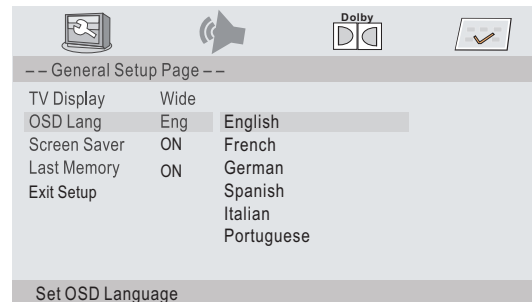 Dolby
-- General Setup Page --
TV Display Wide
OSD Lang Eng English
Screen Saver ON French
Last Memory ON German
Exit Setup Spanish
Italian
Portuguese
Set OSD Language